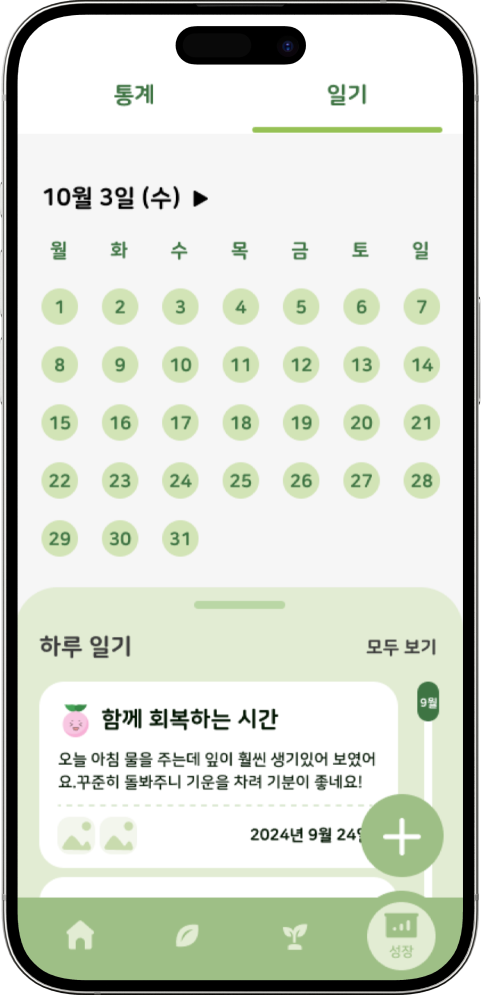 통계 일기
10월 3일 (수) ▶
월 화 수 목 금 토 일
1 2 3 4 5 6 7
8 9 10 11 12 13 14
15 16 17 18 19 20 21
22 23 24 25 26 27 28
29 30 31
하루 일기 모두 보기
9월
함께 회복하는 시간
오늘 아침 물을 주는데 잎이 훨씬 생기있어 보였어
요.꾸준히 돌봐주니 기운을 차려 기분이 좋네요!
2024년 9월 24일
성장